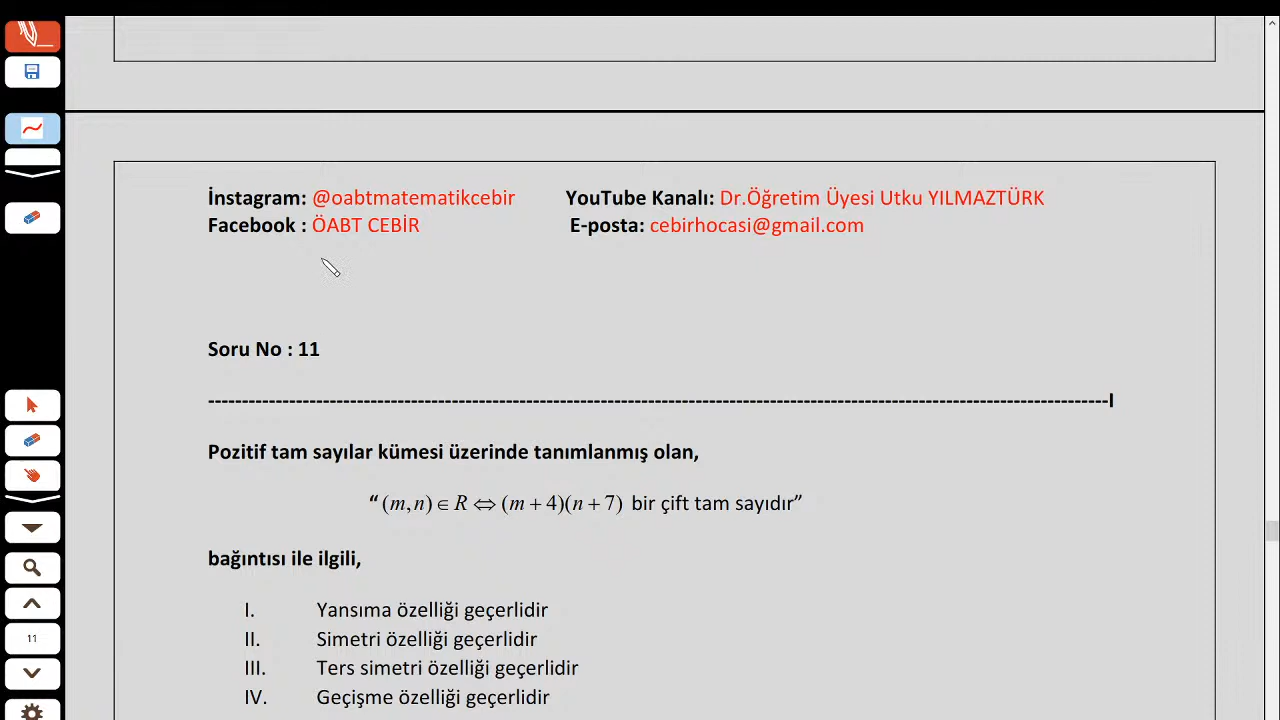 İnstagram: @oabtmatematikcebir YouTube Kanalı: Dr.Öğretim Üyesi Utku YILMAZTÜRK
Facebook : ÖABT CEBİR E-posta: cebirhocasi@gmail.com
Soru No : 11
--------------------------------------------------------------------------------------------------------------------------------------I
Pozitif tam sayılar kümesi üzerinde tanımlanmış olan,
“(m,n)∈R⇔(m+4)(n+7) bir çift tam sayıdır”
bağıntısı ile ilgili,
I. Yansıma özelliği geçerlidir
II. Simetri özelliği geçerlidir
III. Ters simetri özelliği geçerlidir
IV. Geçişme özelliği geçerlidir
11